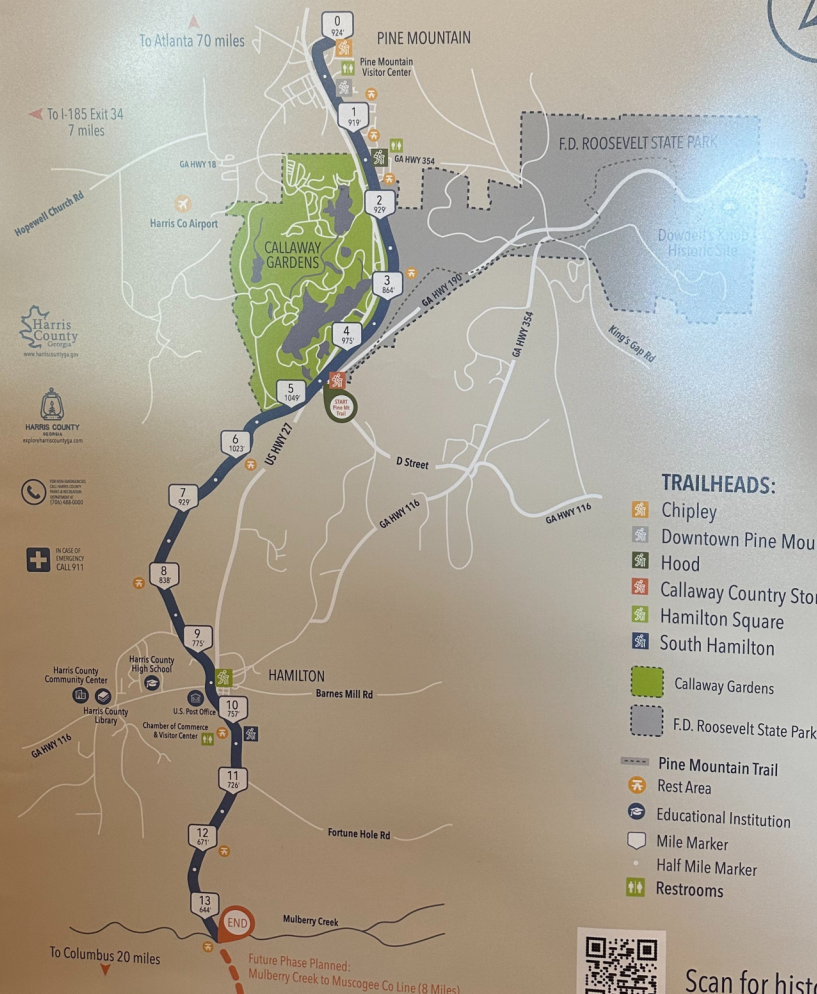 0
924'
PINE MOUNTAIN
To Atlanta 70 miles
Pine Mountain
Visitor Center
1
919'
To I-185 Exit 34
7 miles
GA HWY 18
GA HWY 354
F.D. ROOSEVELT STATE PARK
Hopewell Church Rd
Harris Co Airport
2
929'
CALLAWAY
GARDENS
Historic Site
3
864'
GA HWY 190
4
975'
GA HWY 354
King's Gap Rd
Harris
County
Georgia
www.harriscountyga.com
5
1049'
START
Pine Mt.
Trail
HARRIS COUNTY
GEORGIA
exploreharriscountyga.com
6
1023'
US HWY 27
D Street
7
929'
GA HWY 116
GA HWY 116
IN CASE OF
EMERGENCY
CALL 911
8
838'
9
775'
HAMILTON
Barnes Mill Rd
Harris County
Community Center
Harris County
High School
Harris County
Library
U.S. Post Office
10
757'
Chamber of Commerce
& Visitor Center
GA HWY 116
11
726'
12
671'
Fortune Hole Rd
13
644'
END
Mulberry Creek
To Columbus 20 miles
Future Phase Planned:
Mulberry Creek to Muscogee Co Line (8 Miles)
TRAILHEADS:
Chipley
Downtown Pine Mou
Hood
Callaway Country Sto
Hamilton Square
South Hamilton
Callaway Gardens
F.D. Roosevelt State Park
Pine Mountain Trail
Rest Area
Educational Institution
Mile Marker
Half Mile Marker
Restrooms
Scan for histo